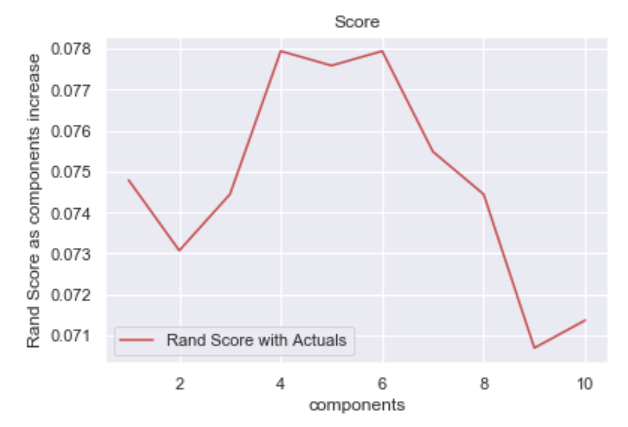 Score
Rand Score as components increase
0.078
0.077
0.076
0.075
0.074
0.073
0.072
0.071
Rand Score with Actuals
2 4 6 8 10
components